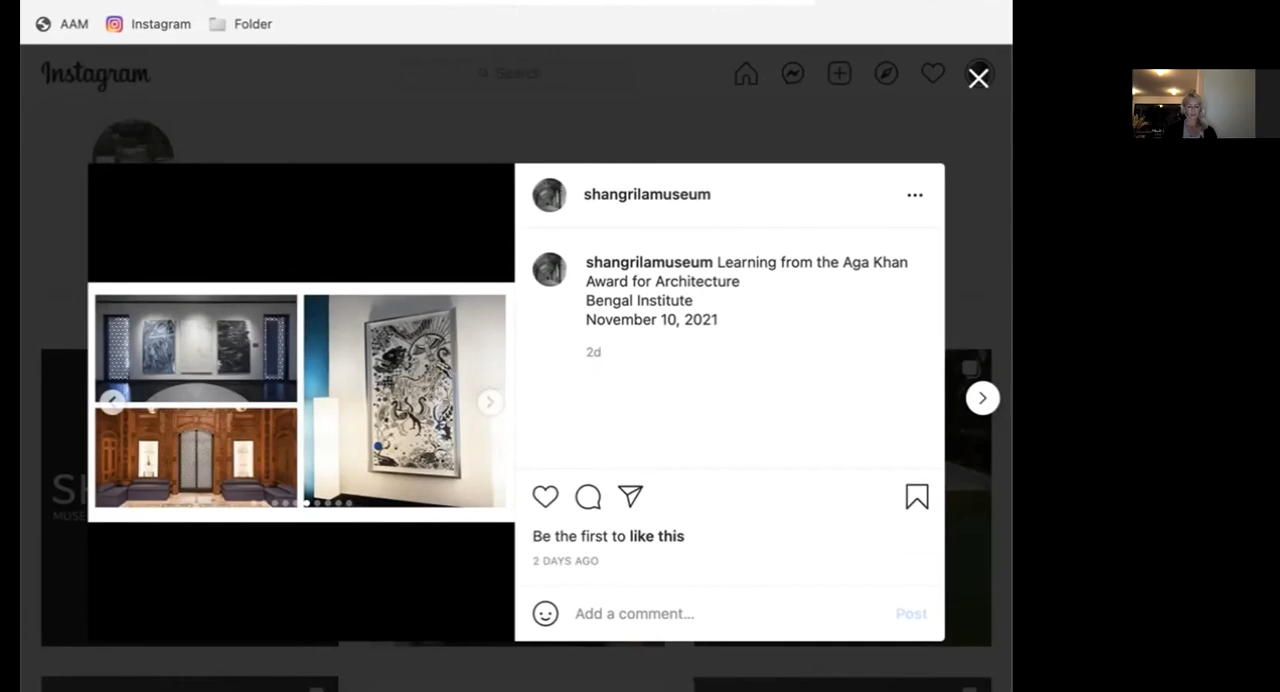 AAM Instagram Folder
Instagram
Search
shangrilamuseum
shangrilamuseum Learning from the Aga Khan
Award for Architecture
Bengal Institute
November 10, 2021
2d
Be the first to like this
2 DAYS AGO
Add a comment...
Post